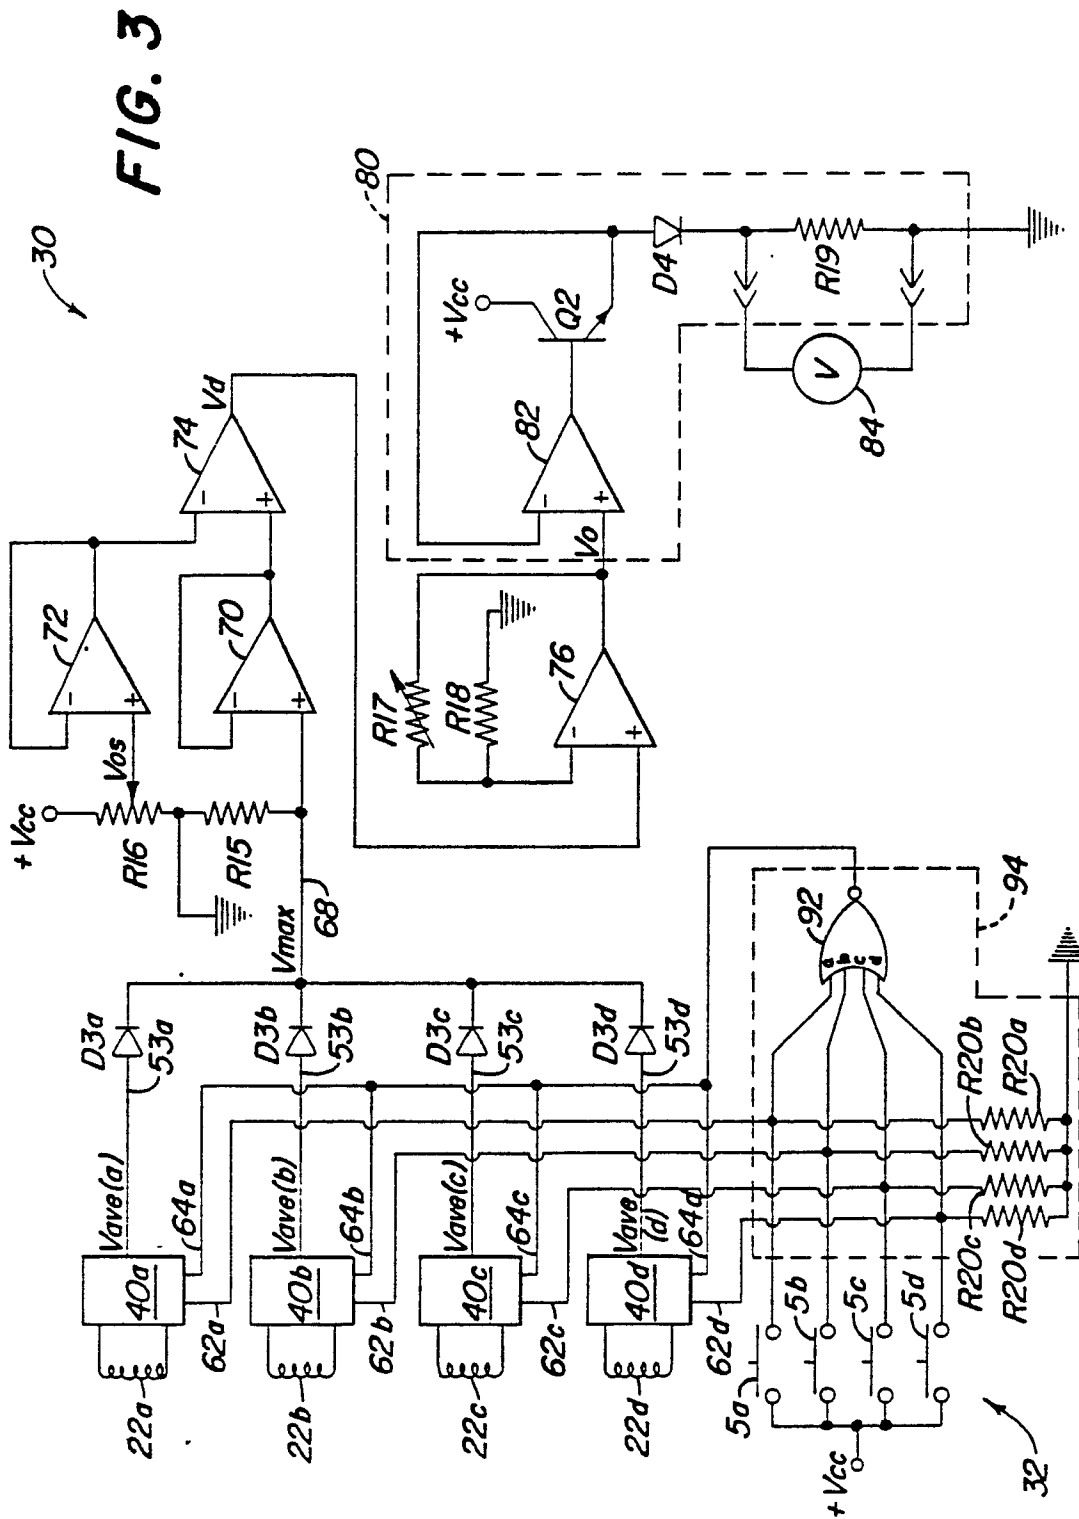 FIG. 3
30
80
+Vcc
R16
Vos
72
R15
70
74
Vd
Vmax
68
R17
R18
76
Vo
82
+Vcc
Q2
D4
R19
V
84
22a
40a
Vave(a)
D3a
53a
62a
64a
22b
40b
Vave(b)
D3b
53b
62b
64b
22c
40c
Vave(c)
D3c
53c
62c
64c
22d
40d
Vave
(d)
D3d
53d
62d
64a
92
a
b
c
d
94
5a
5b
5c
5d
R20b
R20a
R20c
R20d
+Vcc
32